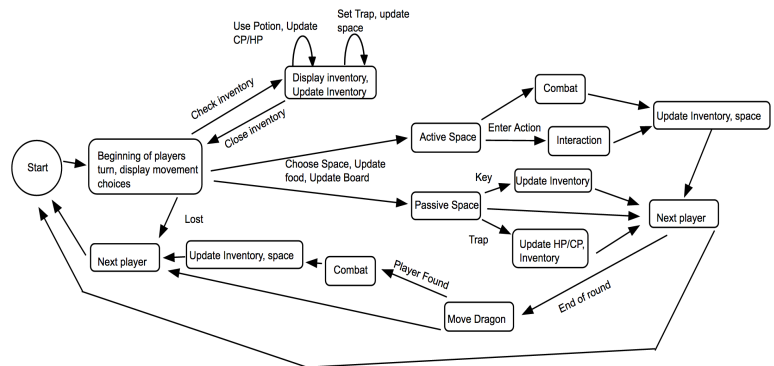 Use Potion, Update
CP/HP
Set Trap, update
space
Display inventory,
Update Inventory
Check inventory
Close inventory
Start
Beginning of players
turn, display movement
choices
Choose Space, Update
food, Update Board
Active Space
Enter Action
Combat
Interaction
Update Inventory, space
Passive Space
Key
Update Inventory
Trap
Update HP/CP,
Inventory
Next player
Lost
Next player
Update Inventory, space
Combat
Player Found
Move Dragon
End of round